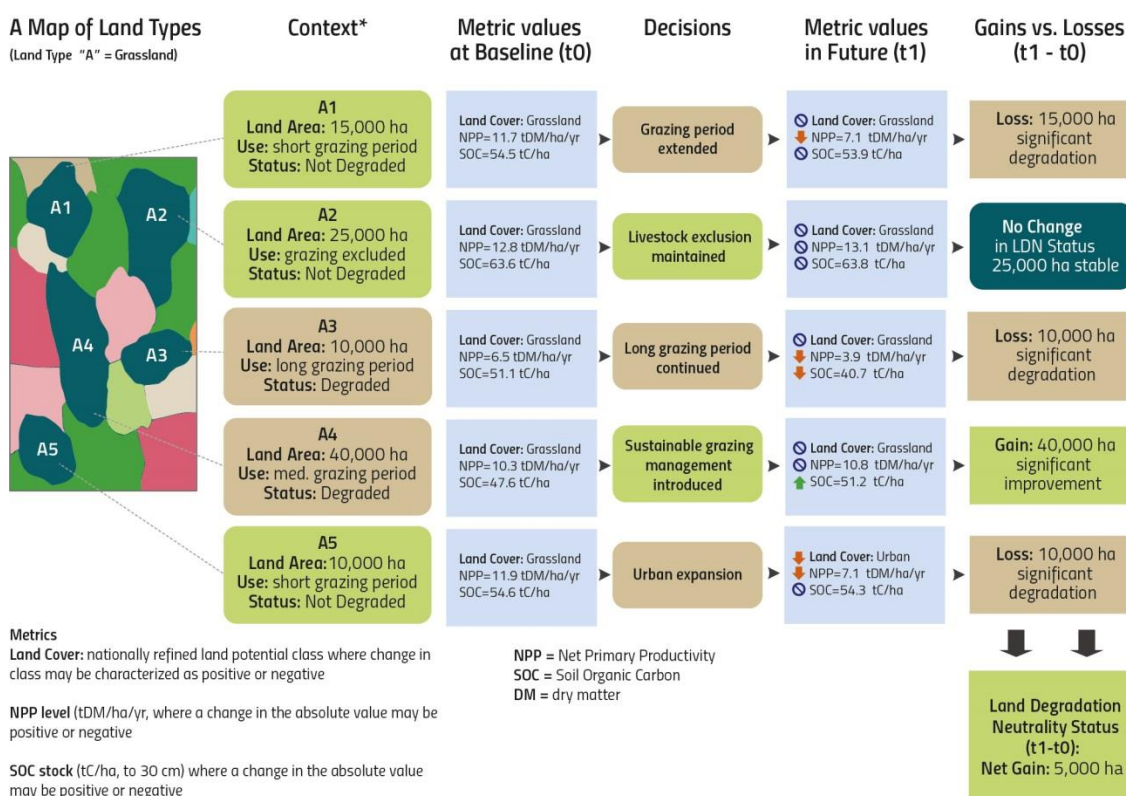 A Map of Land Types
(Land Type "A" = Grassland)
Context*
Metric values
at Baseline (t0)
Decisions
Metric values
in Future (t1)
Gains vs. Losses
(t1 - t0)
A1
A2
A3
A4
A5
A1
Land Area: 15,000 ha
Use: short grazing period
Status: Not Degraded
Land Cover: Grassland
NPP=11.7 tDM/ha/yr
SOC=54.5 tC/ha
Grazing period
extended
Land Cover: Grassland
NPP=7.1 tDM/ha/yr
SOC=53.9 tC/ha
Loss: 15,000 ha
significant
degradation
A2
Land Area: 25,000 ha
Use: grazing excluded
Status: Not Degraded
Land Cover: Grassland
NPP=12.8 tDM/ha/yr
SOC=63.6 tC/ha
Livestock exclusion
maintained
Land Cover: Grassland
NPP=13.1 tDM/ha/yr
SOC=63.8 tC/ha
No Change
in LDN Status
25,000 ha stable
A3
Land Area: 10,000 ha
Use: long grazing period
Status: Degraded
Land Cover: Grassland
NPP=6.5 tDM/ha/yr
SOC=51.1 tC/ha
Long grazing period
continued
Land Cover: Grassland
NPP=3.9 tDM/ha/yr
SOC=40.7 tC/ha
Loss: 10,000 ha
significant
degradation
A4
Land Area: 40,000 ha
Use: med. grazing period
Status: Degraded
Land Cover: Grassland
NPP=10.3 tDM/ha/yr
SOC=47.6 tC/ha
Sustainable grazing
management
introduced
Land Cover: Grassland
NPP=10.8 tDM/ha/yr
SOC=51.2 tC/ha
Gain: 40,000 ha
significant
improvement
A5
Land Area:10,000 ha
Use: short grazing period
Status: Not Degraded
Land Cover: Grassland
NPP=11.9 tDM/ha/yr
SOC=54.6 tC/ha
Urban expansion
Land Cover: Urban
NPP=7.1 tDM/ha/yr
SOC=54.3 tC/ha
Loss: 10,000 ha
significant
degradation
Metrics
Land Cover: nationally refined land potential class where change in
class may be characterized as positive or negative
NPP level (tDM/ha/yr, where a change in the absolute value may be
positive or negative
SOC stock (tC/ha, to 30 cm) where a change in the absolute value
may be positive or negative
NPP = Net Primary Productivity
SOC = Soil Organic Carbon
DM = dry matter
Land Degradation
Neutrality Status
(t1-t0):
Net Gain: 5,000 ha